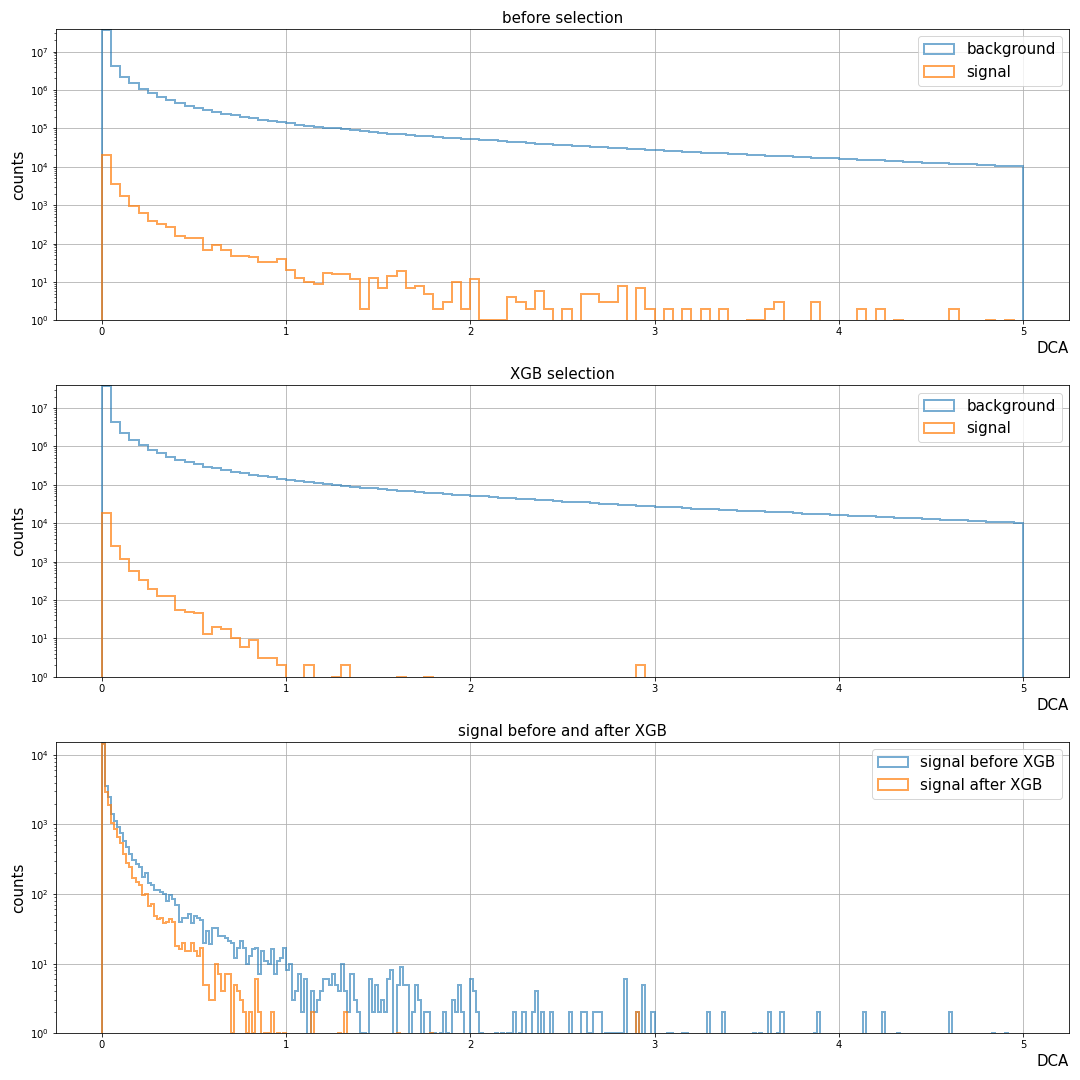 before selection
background
signal
counts
10⁷
10⁶
10⁵
10⁴
10³
10²
10¹
10⁰
0 1 2 3 4 5
DCA
XGB selection
background
signal
counts
10⁷
10⁶
10⁵
10⁴
10³
10²
10¹
10⁰
0 1 2 3 4 5
DCA
signal before and after XGB
signal before XGB
signal after XGB
counts
10⁴
10³
10²
10¹
10⁰
0 1 2 3 4 5
DCA